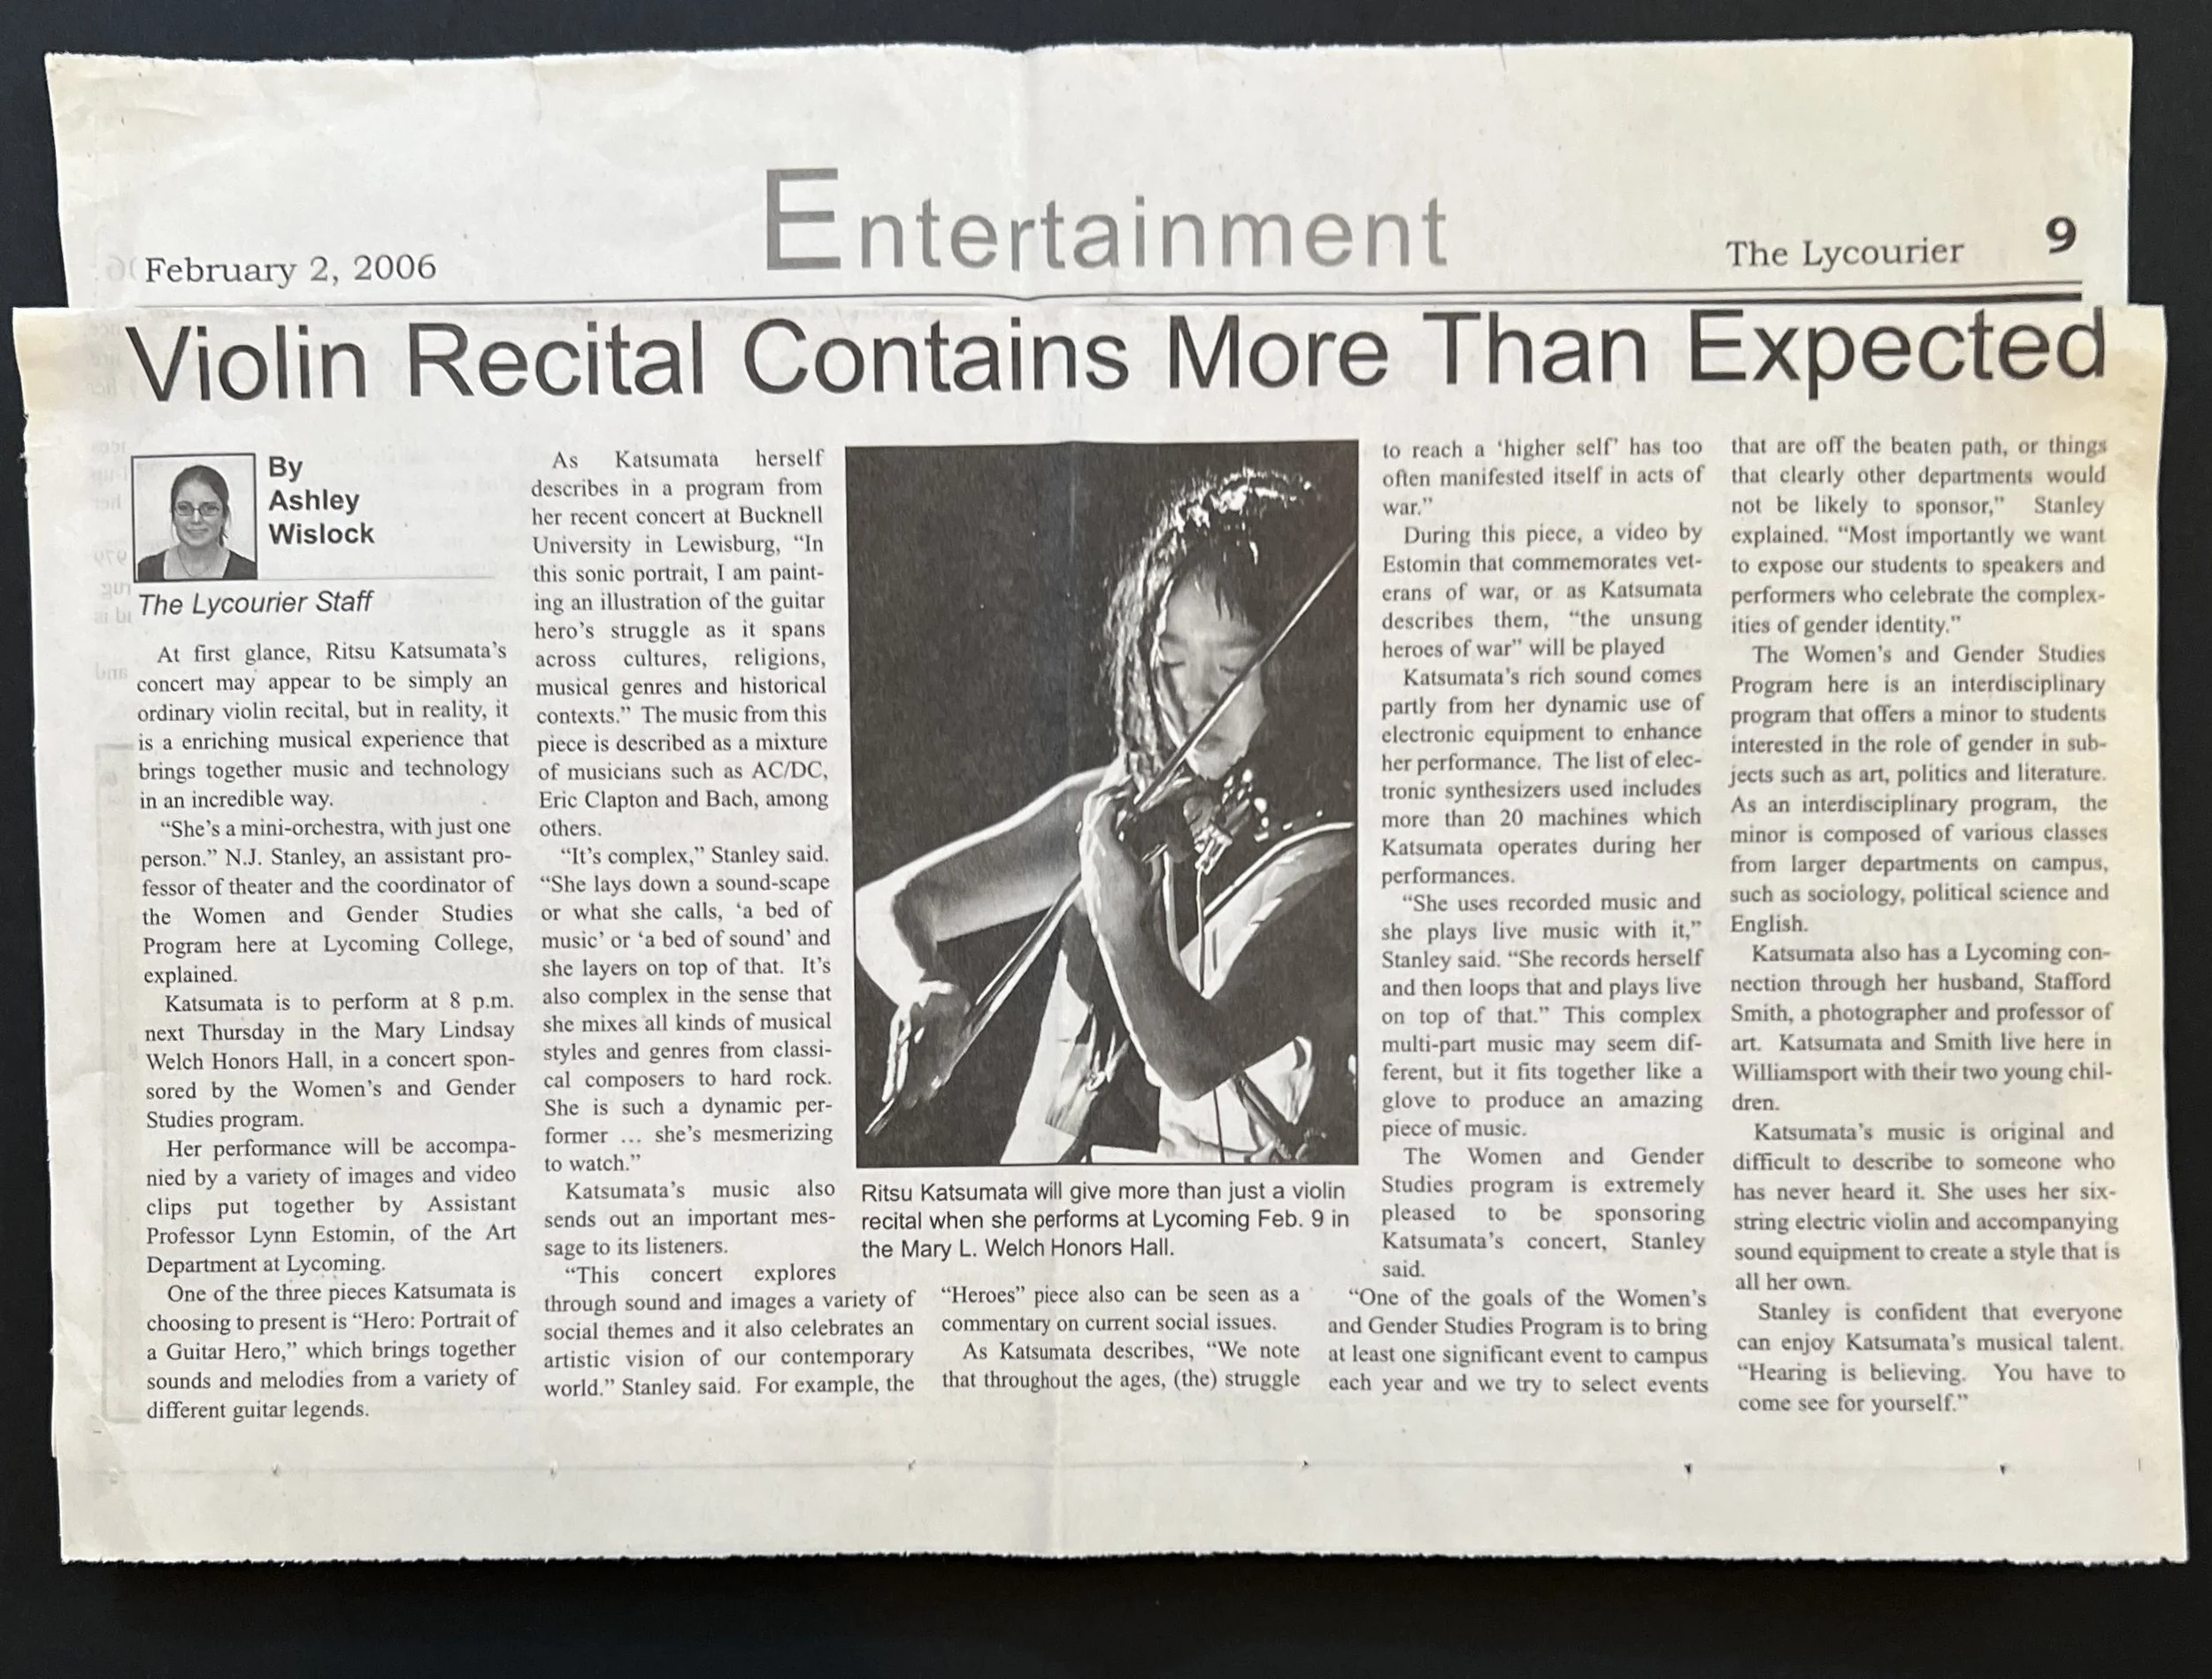 February 2, 2006
Entertainment
The Lycourier
9
Violin Recital Contains More Than Expected
By
Ashley
Wislock
The Lycourier Staff
At first glance, Ritsu Katsumata’s
concert may appear to be simply an
ordinary violin recital, but in reality, it
is a enriching musical experience that
brings together music and technology
in an incredible way.
“She’s a mini-orchestra, with just one
person.” N.J. Stanley, an assistant pro-
fessor of theater and the coordinator of
the Women and Gender Studies
Program here at Lycoming College,
explained.
Katsumata is to perform at 8 p.m.
next Thursday in the Mary Lindsay
Welch Honors Hall, in a concert spon-
sored by the Women’s and Gender
Studies program.
Her performance will be accompa-
nied by a variety of images and video
clips put together by Assistant
Professor Lynn Estomin, of the Art
Department at Lycoming.
One of the three pieces Katsumata is
choosing to present is “Hero: Portrait of
a Guitar Hero,” which brings together
sounds and melodies from a variety of
different guitar legends.
As Katsumata herself
describes in a program from
her recent concert at Bucknell
University in Lewisburg, “In
this sonic portrait, I am paint-
ing an illustration of the guitar
hero’s struggle as it spans
across cultures, religions,
musical genres and historical
contexts.” The music from this
piece is described as a mixture
of musicians such as AC/DC,
Eric Clapton and Bach, among
others.
“It’s complex,” Stanley said.
“She lays down a sound-scape
or what she calls, ‘a bed of
music’ or ‘a bed of sound’ and
she layers on top of that. It’s
also complex in the sense that
she mixes all kinds of musical
styles and genres from classi-
cal composers to hard rock.
She is such a dynamic per-
former ... she’s mesmerizing
to watch.”
Katsumata’s music also
sends out an important mes-
sage to its listeners.
“This concert explores
through sound and images a variety of
social themes and it also celebrates an
artistic vision of our contemporary
world.” Stanley said. For example, the
Ritsu Katsumata will give more than just a violin
recital when she performs at Lycoming Feb. 9 in
the Mary L. Welch Honors Hall.
“Heroes” piece also can be seen as a
commentary on current social issues.
As Katsumata describes, “We note
that throughout the ages, (the) struggle
to reach a ‘higher self’ has too
often manifested itself in acts of
war.”
During this piece, a video by
Estomin that commemorates vet-
erans of war, or as Katsumata
describes them, “the unsung
heroes of war” will be played
Katsumata’s rich sound comes
partly from her dynamic use of
electronic equipment to enhance
her performance. The list of elec-
tronic synthesizers used includes
more than 20 machines which
Katsumata operates during her
performances.
“She uses recorded music and
she plays live music with it,”
Stanley said. “She records herself
and then loops that and plays live
on top of that.” This complex
multi-part music may seem dif-
ferent, but it fits together like a
glove to produce an amazing
piece of music.
The Women and Gender
Studies program is extremely
pleased to be sponsoring
Katsumata’s concert, Stanley
said.
“One of the goals of the Women’s
and Gender Studies Program is to bring
at least one significant event to campus
each year and we try to select events
that are off the beaten path, or things
that clearly other departments would
not be likely to sponsor,” Stanley
explained. “Most importantly we want
to expose our students to speakers and
performers who celebrate the complex-
ities of gender identity.”
The Women’s and Gender Studies
Program here is an interdisciplinary
program that offers a minor to students
interested in the role of gender in sub-
jects such as art, politics and literature.
As an interdisciplinary program, the
minor is composed of various classes
from larger departments on campus,
such as sociology, political science and
English.
Katsumata also has a Lycoming con-
nection through her husband, Stafford
Smith, a photographer and professor of
art. Katsumata and Smith live here in
Williamsport with their two young chil-
dren.
Katsumata’s music is original and
difficult to describe to someone who
has never heard it. She uses her six-
string electric violin and accompanying
sound equipment to create a style that is
all her own.
Stanley is confident that everyone
can enjoy Katsumata’s musical talent.
“Hearing is believing. You have to
come see for yourself.”